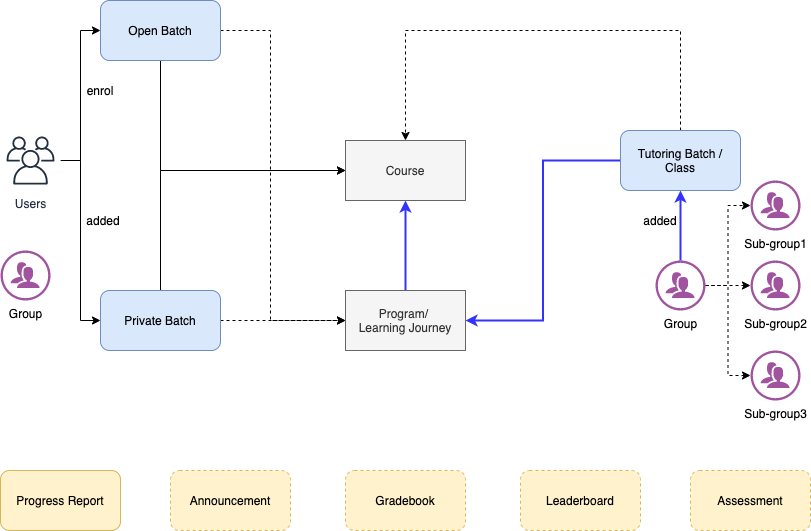 Open Batch
enrol
Users
added
Group
Private Batch
Course
Program/
Learning Journey
Tutoring Batch /
Class
added
Group
Sub-group1
Sub-group2
Sub-group3
Progress Report
Announcement
Gradebook
Leaderboard
Assessment